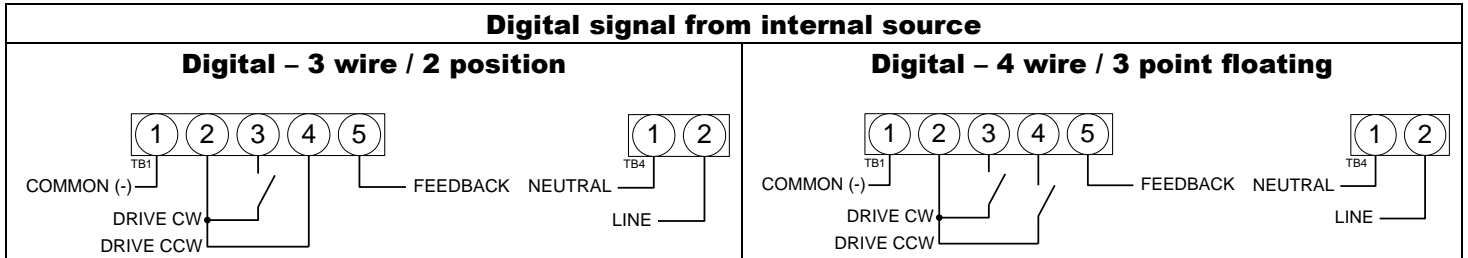 Digital signal from internal source
Digital – 3 wire / 2 position
1 2 3 4 5
1 2
TB1
TB4
COMMON (-)
FEEDBACK
NEUTRAL
DRIVE CW
LINE
DRIVE CCW
Digital – 4 wire / 3 point floating
1 2 3 4 5
1 2
TB1
TB4
COMMON (-)
FEEDBACK
NEUTRAL
DRIVE CW
LINE
DRIVE CCW